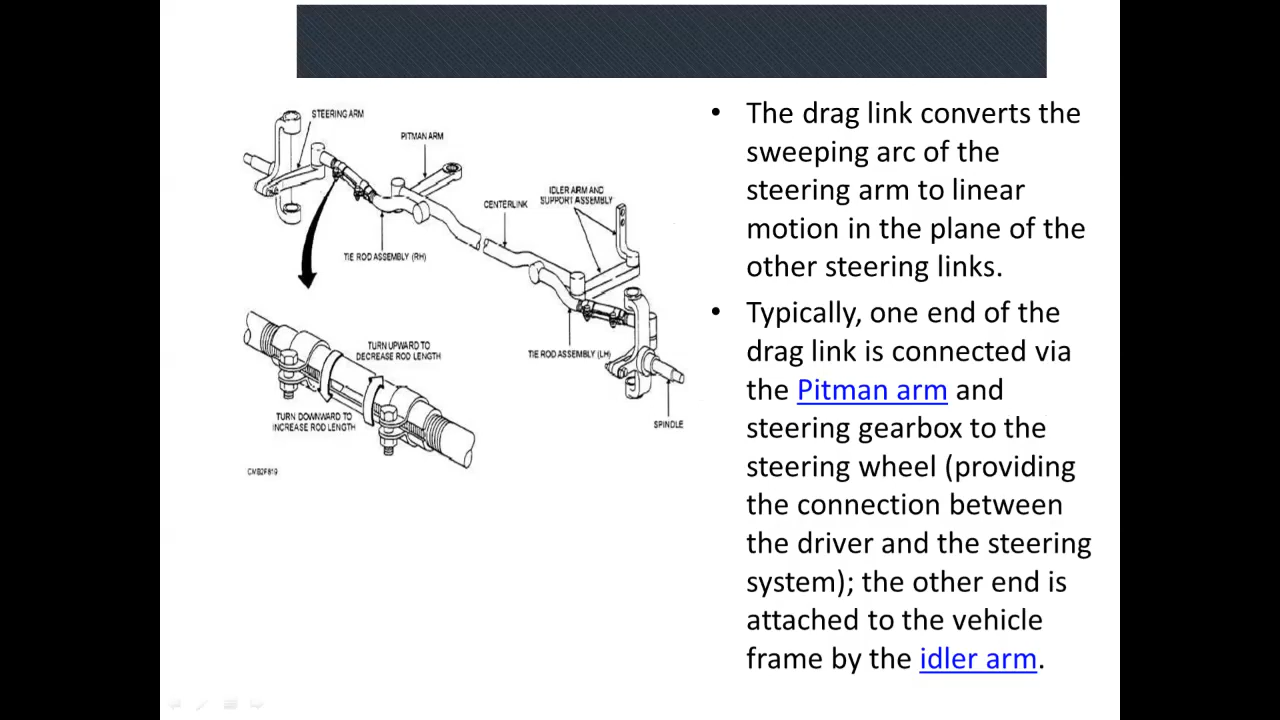 STEERING ARM
PITMAN ARM
IDLER ARM AND
SUPPORT ASSEMBLY
CENTERLINK
TIE ROD ASSEMBLY (RH)
TIE ROD ASSEMBLY (LH)
SPINDLE
TURN UPWARD TO
DECREASE ROD LENGTH
TURN DOWNWARD TO
INCREASE ROD LENGTH
CMB2F819
• The drag link converts the
sweeping arc of the
steering arm to linear
motion in the plane of the
other steering links.
• Typically, one end of the
drag link is connected via
the Pitman arm and
steering gearbox to the
steering wheel (providing
the connection between
the driver and the steering
system); the other end is
attached to the vehicle
frame by the idler arm.